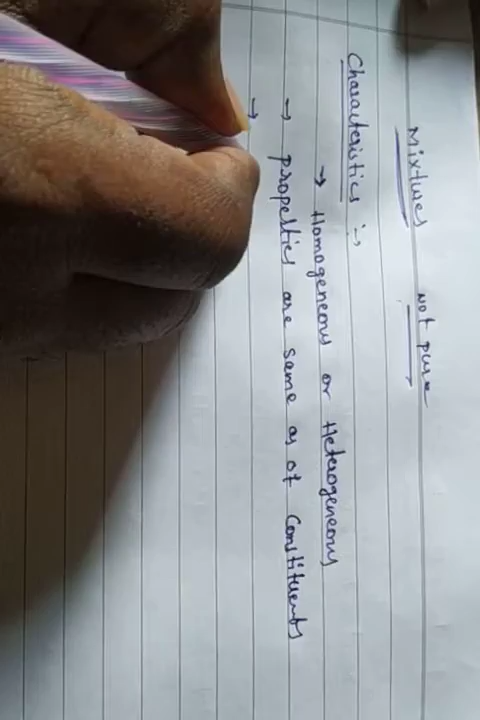 Mixtures not pure
Characteristics :-
→ Homogeneous or Heterogeneous
→ properties are same as of Constituents
→